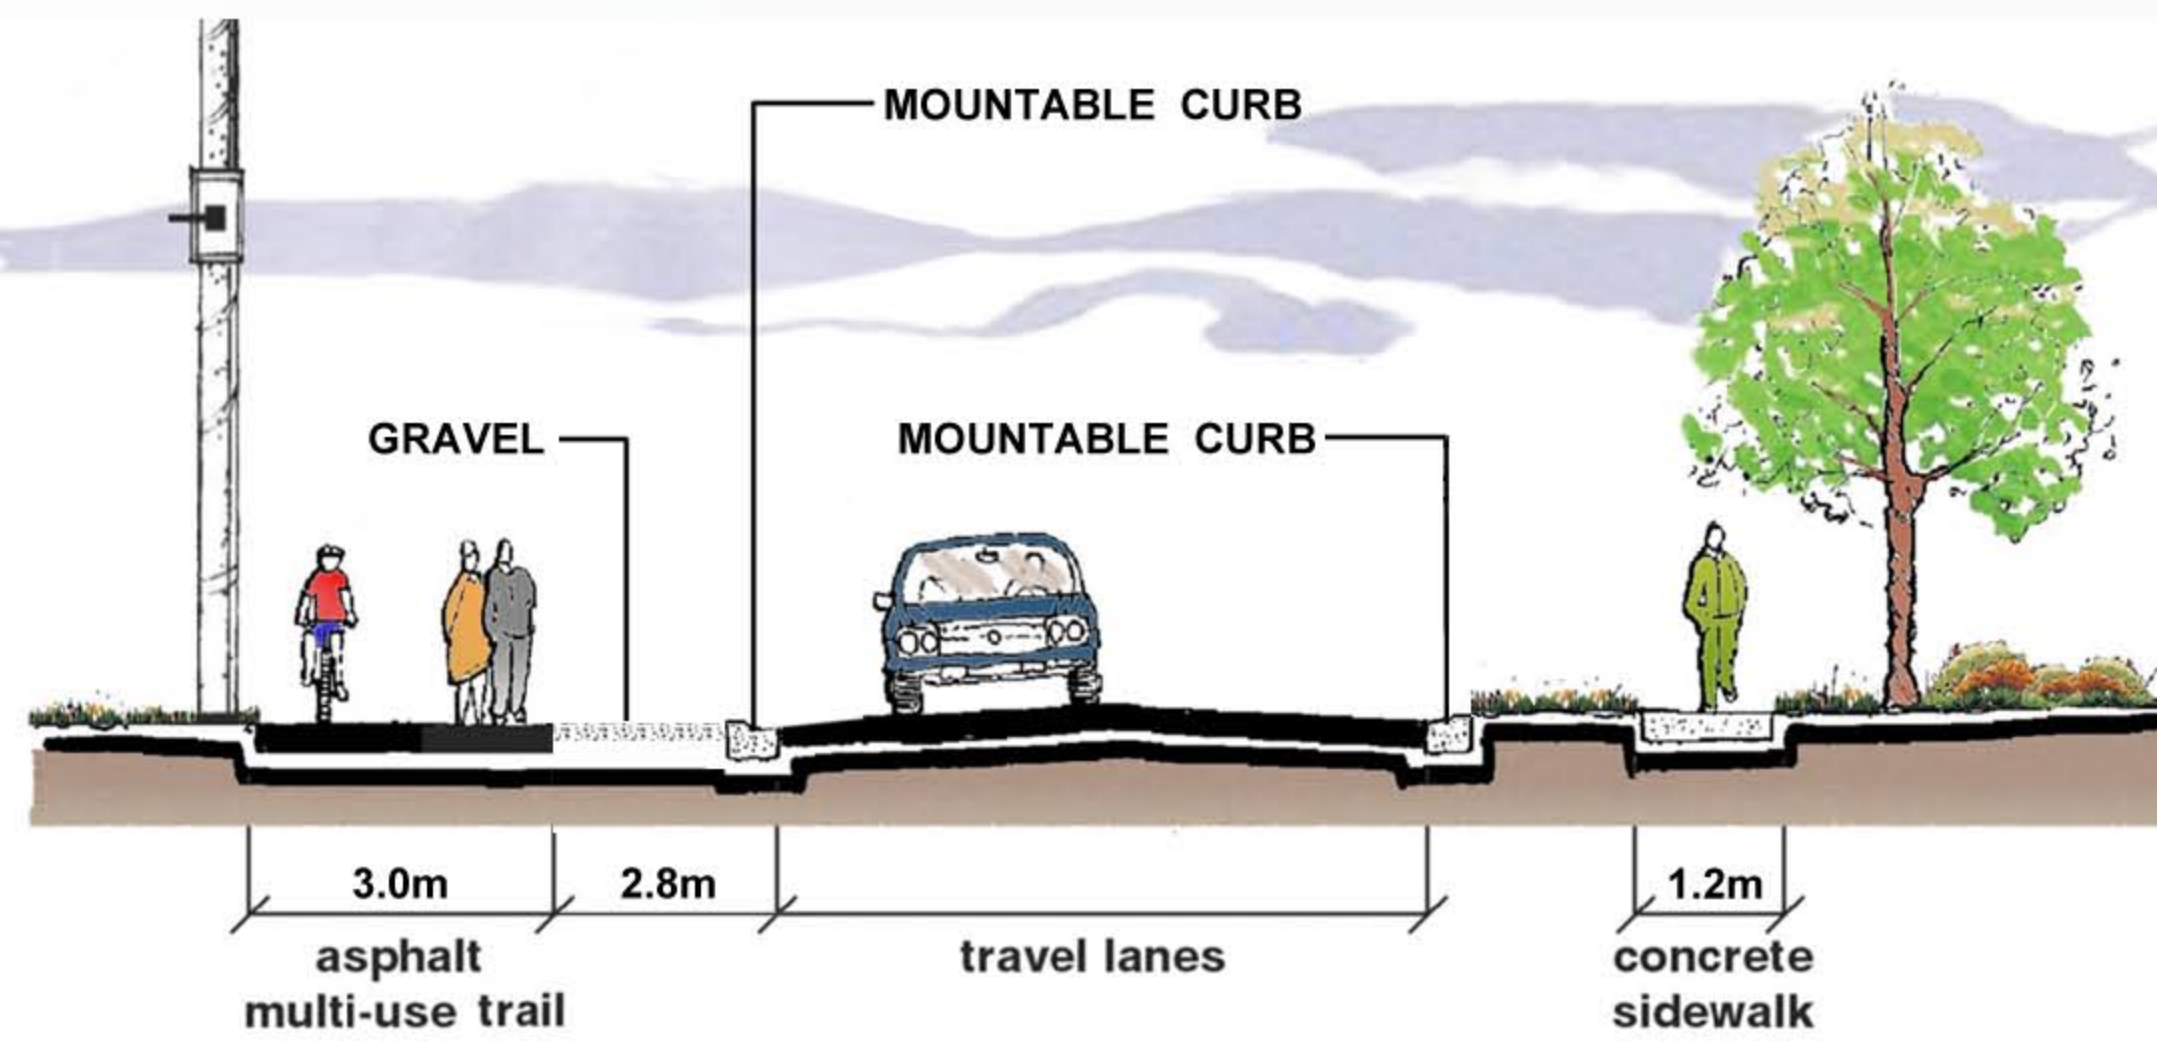 MOUNTABLE CURB
GRAVEL
MOUNTABLE CURB
3.0m
2.8m
1.2m
asphalt
multi-use trail
travel lanes
concrete
sidewalk